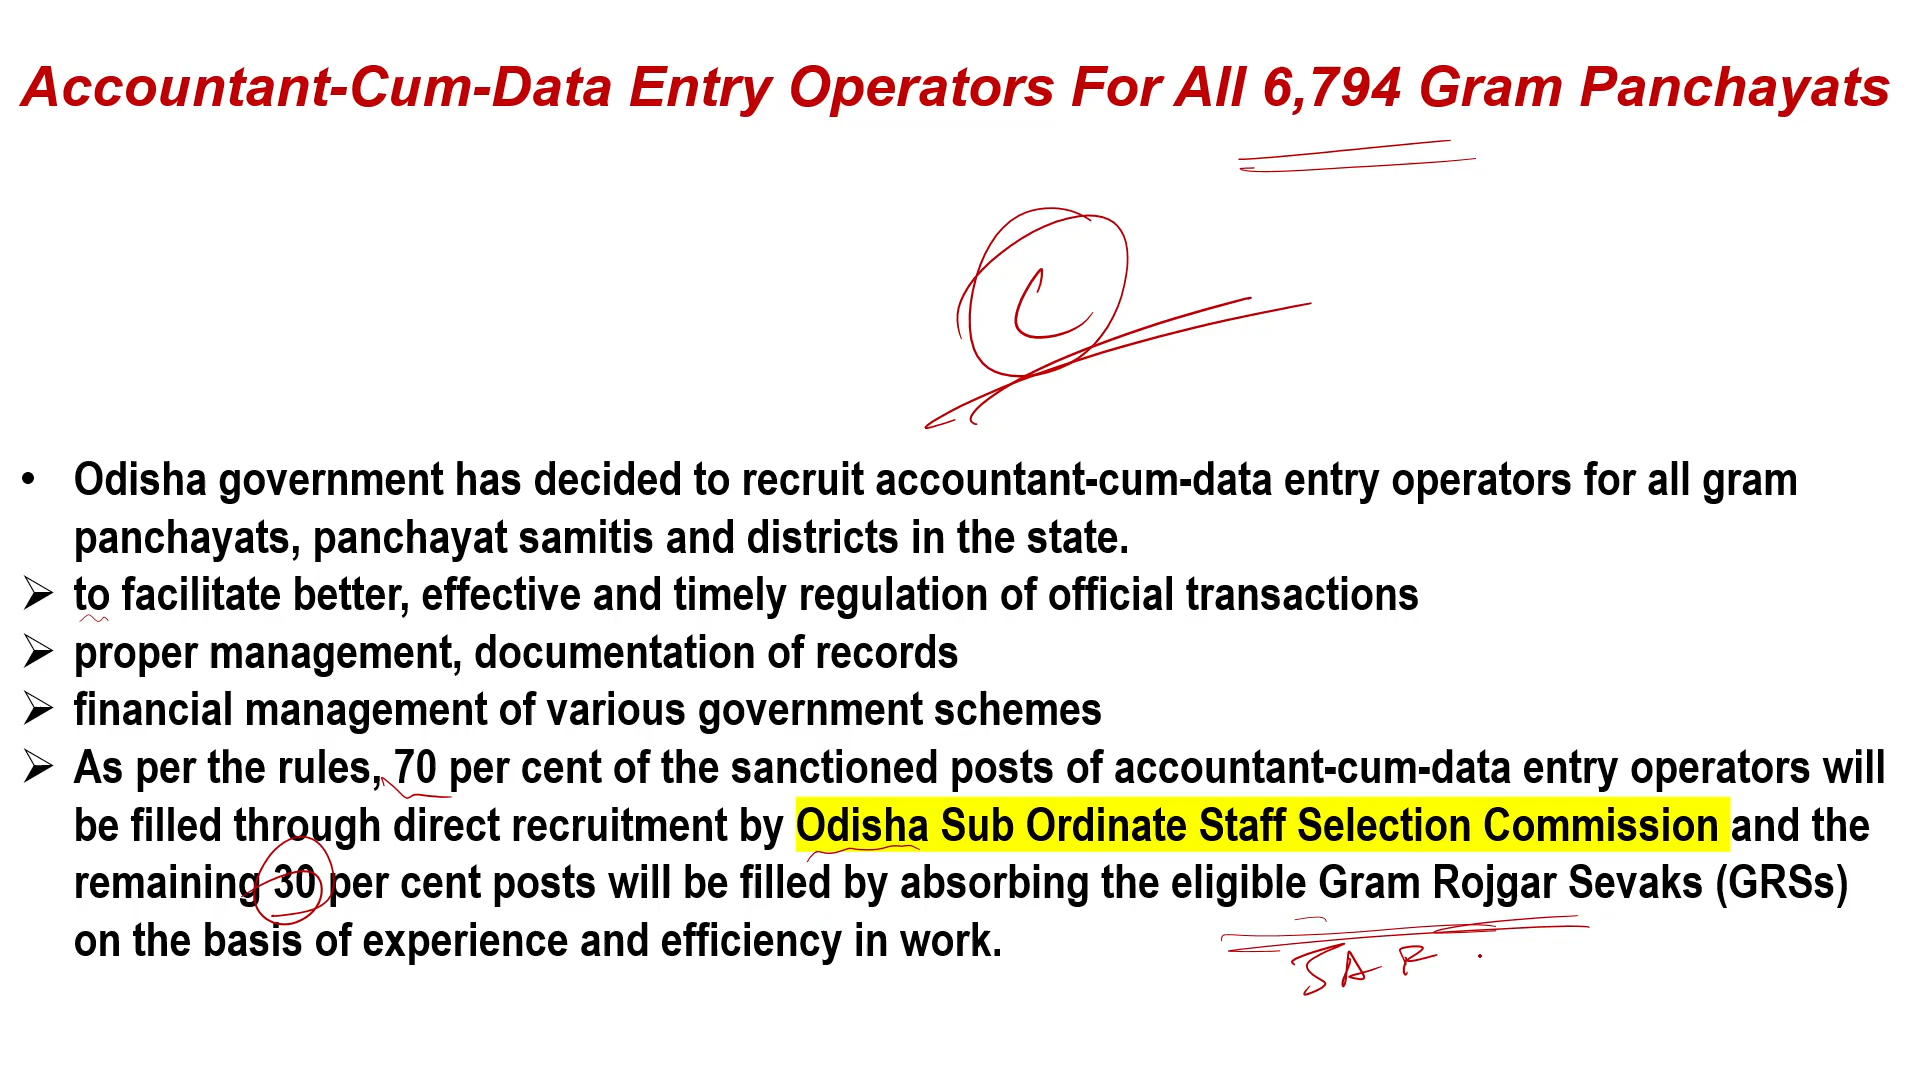 Accountant-Cum-Data Entry Operators For All 6,794 Gram Panchayats
C
• Odisha government has decided to recruit accountant-cum-data entry operators for all gram
panchayats, panchayat samitis and districts in the state.
➢ to facilitate better, effective and timely regulation of official transactions
➢ proper management, documentation of records
➢ financial management of various government schemes
➢ As per the rules, 70 per cent of the sanctioned posts of accountant-cum-data entry operators will
be filled through direct recruitment by Odisha Sub Ordinate Staff Selection Commission and the
remaining 30 per cent posts will be filled by absorbing the eligible Gram Rojgar Sevaks (GRSs)
on the basis of experience and efficiency in work.